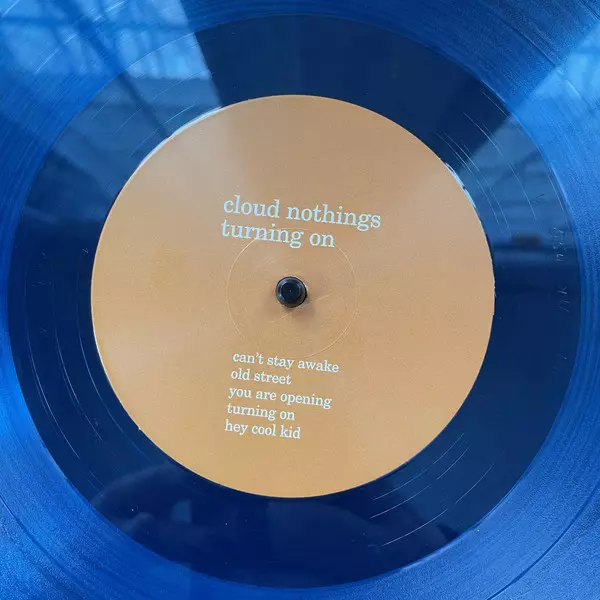 cloud nothings
turning on
can't stay awake
old street
you are opening
turning on
hey cool kid